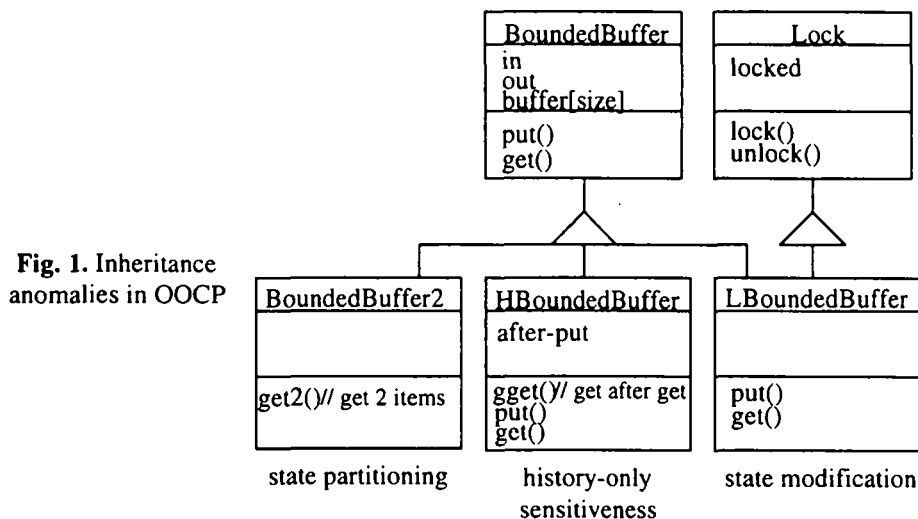 BoundedBuffer
in
out
buffer[size]
put()
get()
Lock
locked
lock()
unlock()
Fig. 1. Inheritance
anomalies in OOCP
BoundedBuffer2
get2()// get 2 items
state partitioning
HBoundedBuffer
after-put
gget()// get after get
put()
get()
history-only
sensitiveness
LBoundedBuffer
put()
get()
state modification